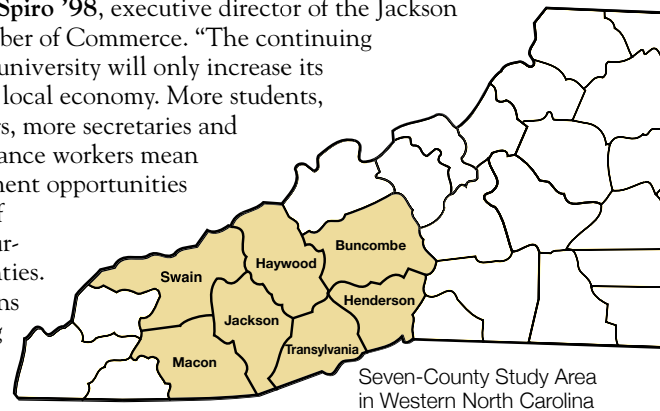 Spiro ’98, executive director of the Jackson
ber of Commerce. “The continuing
university will only increase its
local economy. More students,
rs, more secretaries and
ance workers mean
ent opportunities
f
ur-
ties.
ns
g
Buncombe
Haywood
Swain
Henderson
Jackson
Transylvania
Macon
Seven-County Study Area
in Western North Carolina